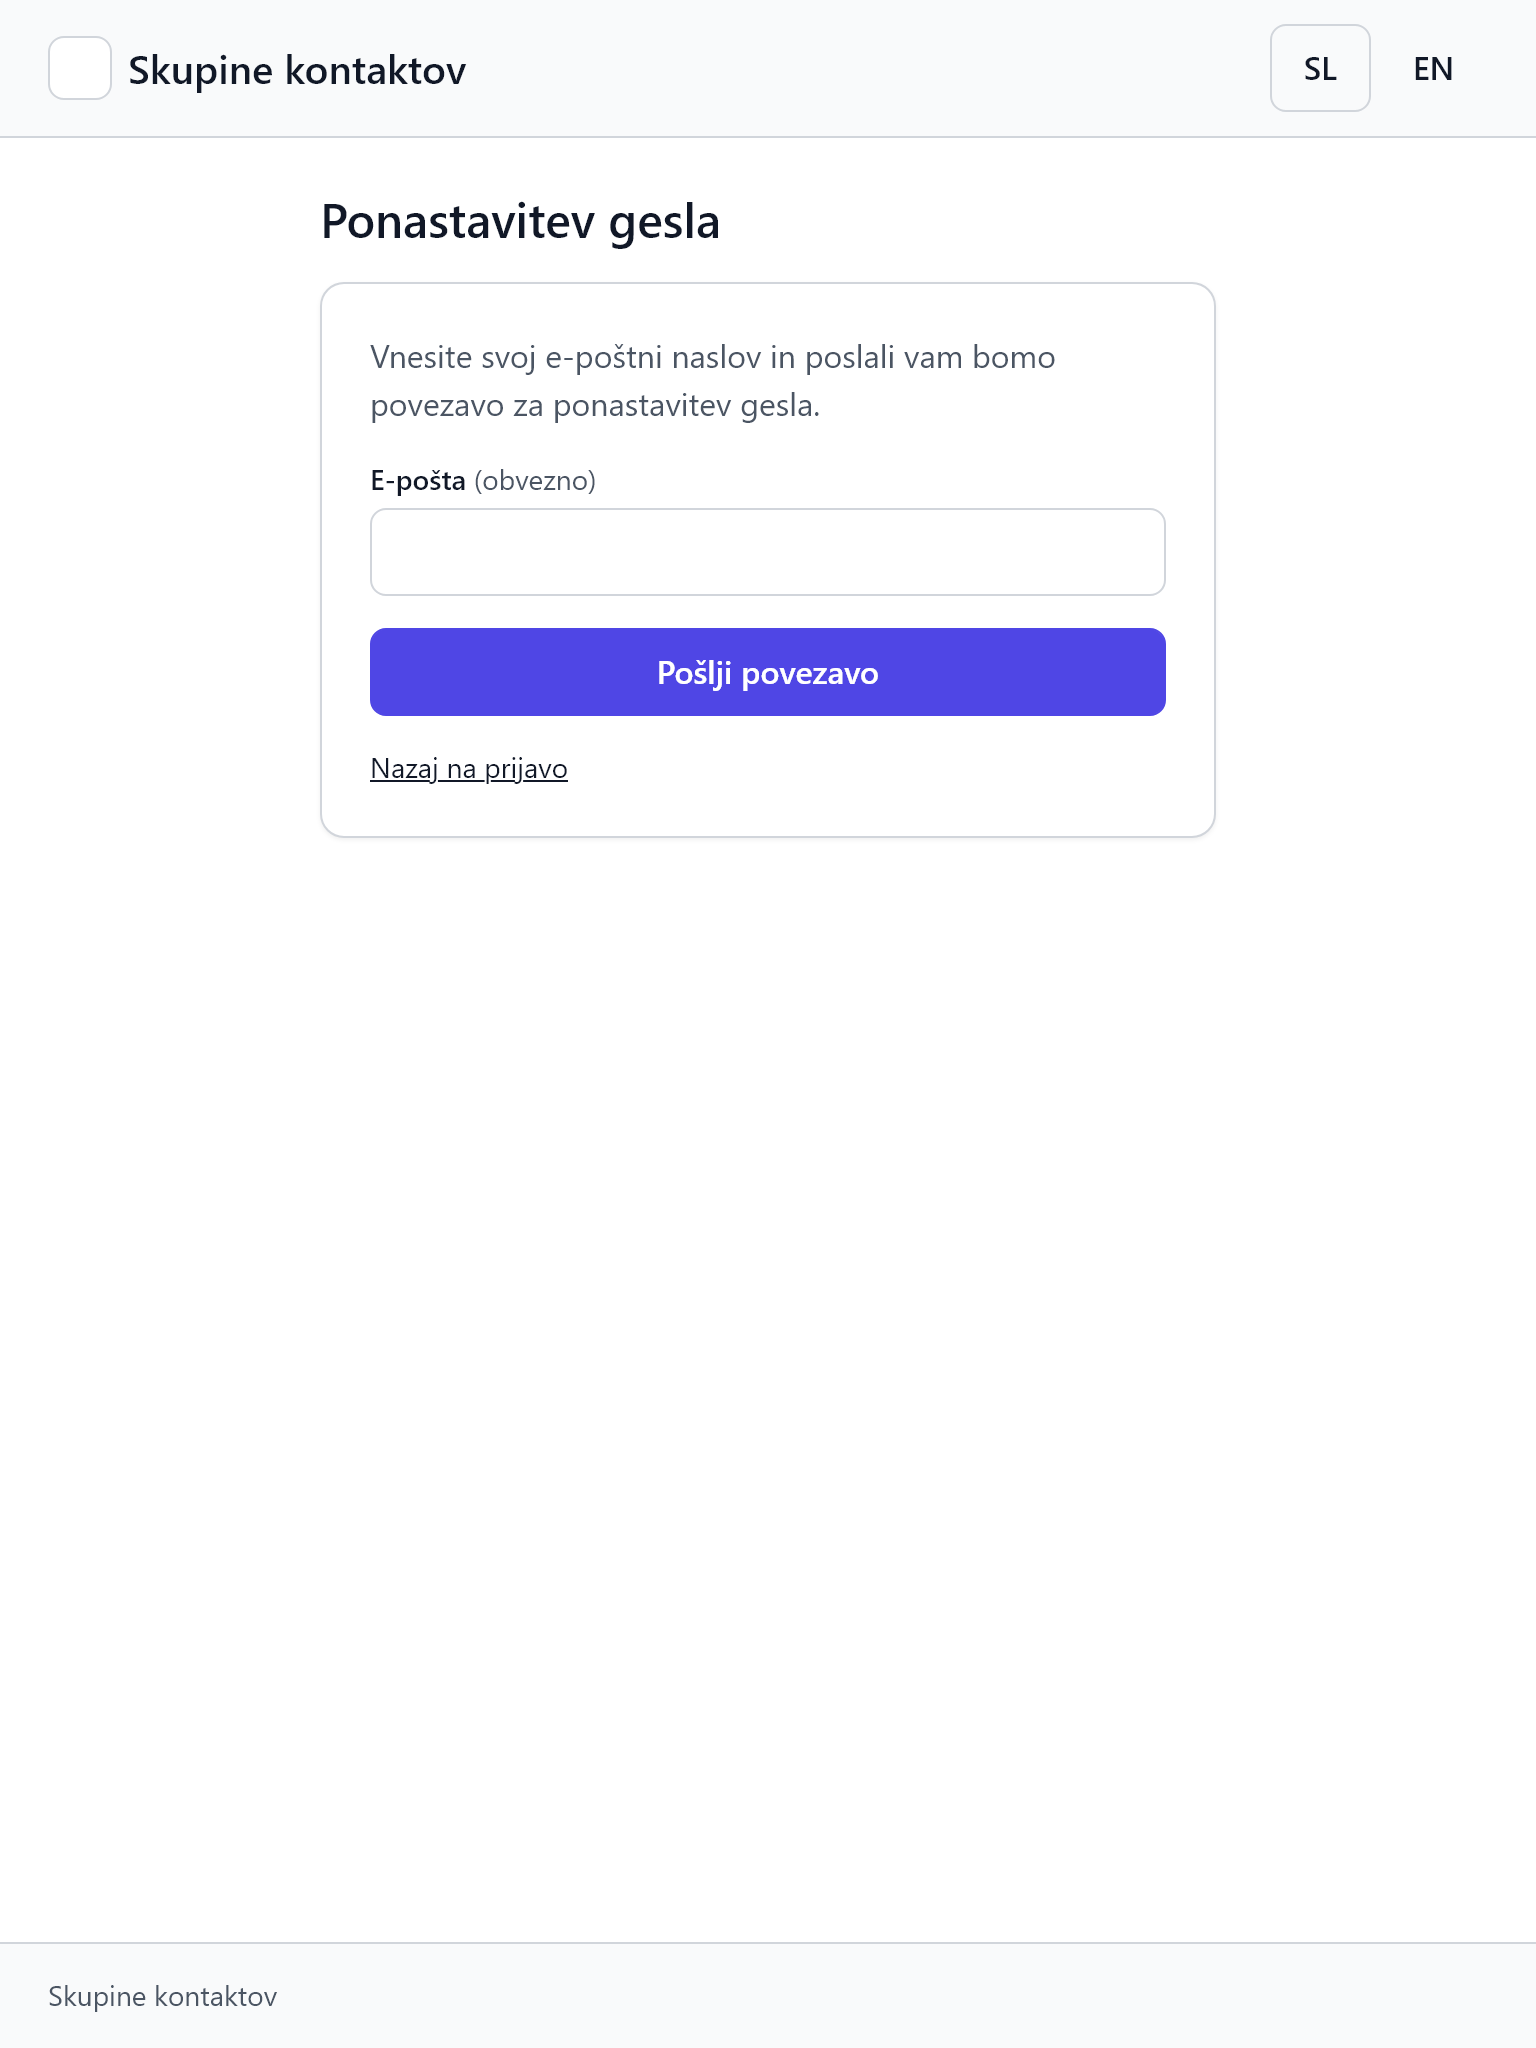 Skupine kontaktov
SL
EN
Ponastavitev gesla
Vnesite svoj e-poštni naslov in poslali vam bomo
povezavo za ponastavitev gesla.
E-pošta (obvezno)
Pošlji povezavo
Nazaj na prijavo
Skupine kontaktov